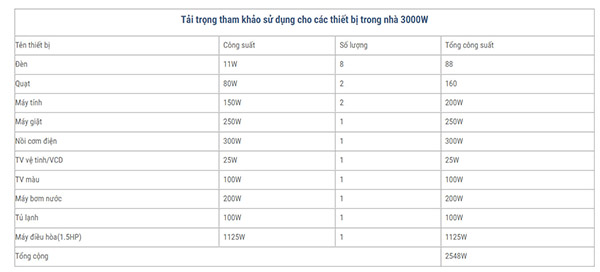 Tải trọng tham khảo sử dụng cho các thiết bị trong nhà 3000W
Tên thiết bị Công suất Số lượng Tổng công suất
Đèn 11W 8 88
Quạt 80W 2 160
Máy tính 150W 2 200W
Máy giặt 250W 1 250W
Nồi cơm điện 300W 1 300W
TV vệ tinh/VCD 25W 1 25W
TV màu 100W 1 100W
Máy bơm nước 200W 1 200W
Tủ lạnh 100W 1 100W
Máy điều hòa(1.5HP) 1125W 1 1125W
Tổng cộng 2548W